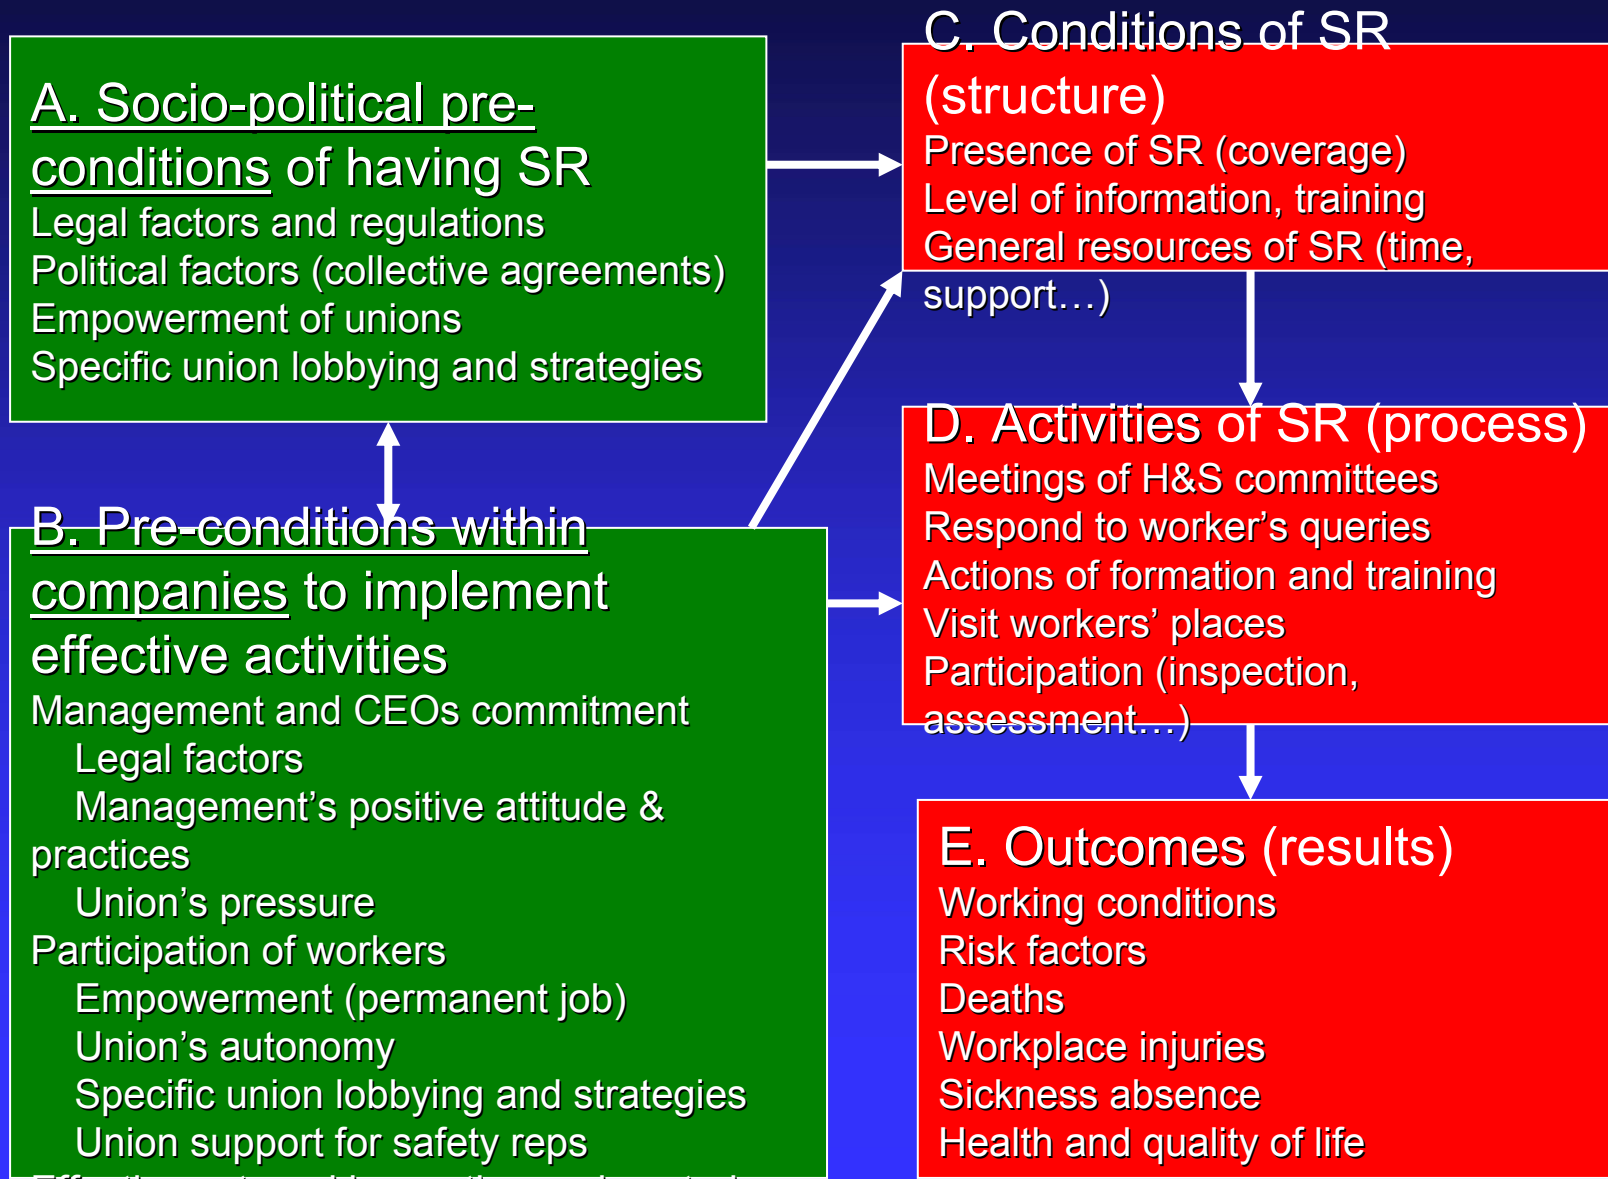 A. Socio-political pre-
conditions of having SR
Legal factors and regulations
Political factors (collective agreements)
Empowerment of unions
Specific union lobbying and strategies
B. Pre-conditions within
companies to implement
effective activities
Management and CEOs commitment
Legal factors
Management’s positive attitude &
practices
Union’s pressure
Participation of workers
Empowerment (permanent job)
Union’s autonomy
Specific union lobbying and strategies
Union support for safety reps
C. Conditions of SR
(structure)
Presence of SR (coverage)
Level of information, training
General resources of SR (time,
support…)
D. Activities of SR (process)
Meetings of H&S committees
Respond to worker’s queries
Actions of formation and training
Visit workers’ places
Participation (inspection,
assessment…)
E. Outcomes (results)
Working conditions
Risk factors
Deaths
Workplace injuries
Sickness absence
Health and quality of life